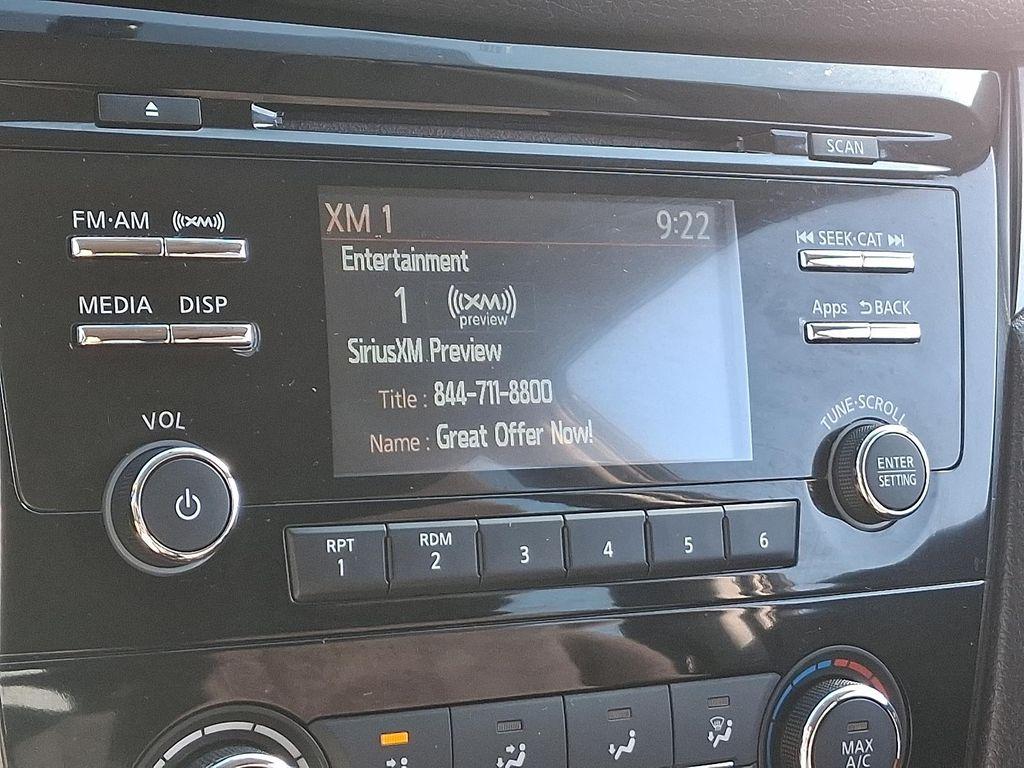 SCAN
FM·AM XM
XM 1 9:22
SEEK·CAT
Entertainment
1 XM
preview
MEDIA DISP
Apps BACK
SiriusXM Preview
Title : 844-711-8800
Name : Great Offer Now!
VOL
TUNE·SCROLL
ENTER
SETTING
RPT
1
RDM
2
3
4
5
6
MAX
A/C